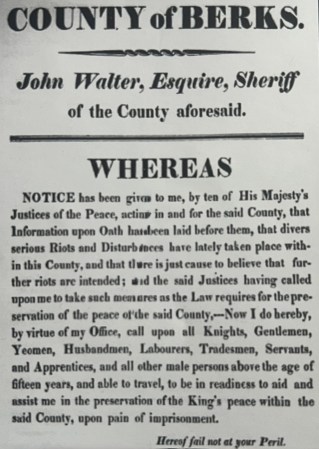 COUNTY of BERKS.
John Walter, Esquire, Sheriff
of the County aforesaid.
WHEREAS
NOTICE has been given to me, by ten of His Majesty's
Justices of the Peace, acting in and for the said County, that
Information upon Oath has been laid before them, that divers
serious Riots and Disturbances have lately taken place with-
in this County, and that there is just cause to believe that fur-
ther riots are intended; and the said Justices having called
upon me to take such measures as the Law requires for the pre-
servation of the peace of the said County,—Now I do hereby,
by virtue of my Office, call upon all Knights, Gentlemen,
Yeomen, Husbandmen, Labourers, Tradesmen, Servants,
and Apprentices, and all other male persons above the age of
fifteen years, and able to travel, to be in readiness to aid and
assist me in the preservation of the King's peace within the
said County, upon pain of imprisonment.
Hereof fail not at your Peril.